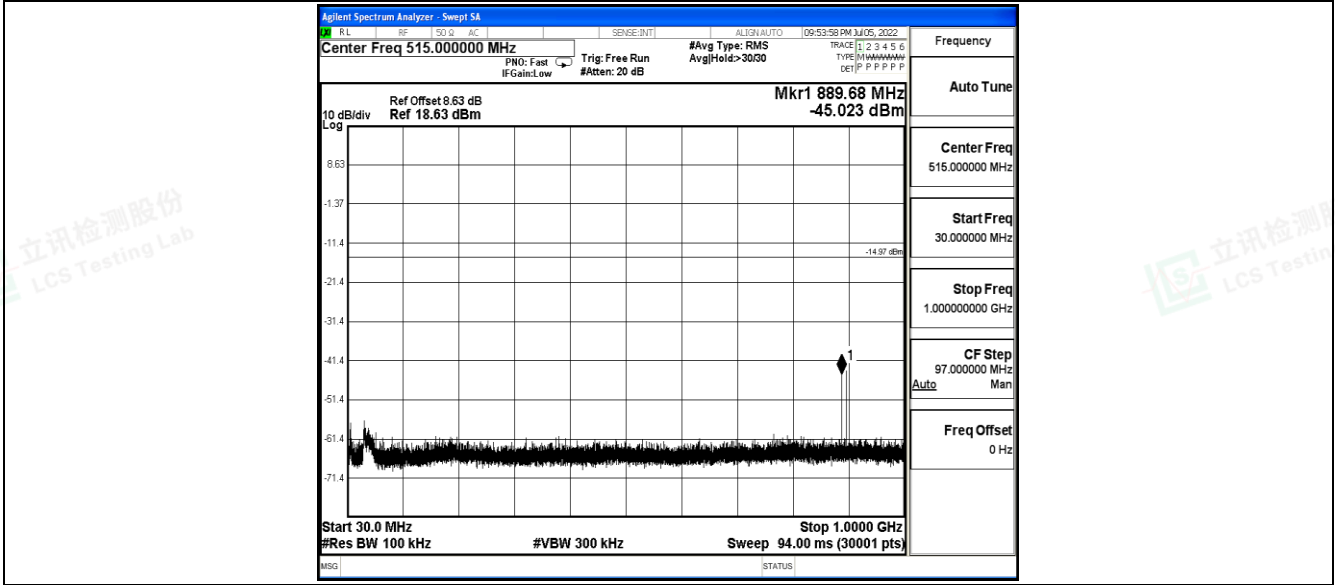 Agilent Spectrum Analyzer - Swept SA
RL RF 50 Ω AC SENSE:INT ALIGN AUTO 09:53:58 PM Jul 05, 2022
Center Freq 515.000000 MHz
PNO: Fast
IFGain:Low
Trig: Free Run
#Atten: 20 dB
#Avg Type: RMS
Avg|Hold:>30/30
TRACE 1 2 3 4 5 6
TYPE M
DET P P P P P P
Mkr1 889.68 MHz
-45.023 dBm
Ref Offset 8.63 dB
10 dB/div Ref 18.63 dBm
Log
8.63
-1.37
-11.4
-14.97 dBm
-21.4
-31.4
-41.4
1
-51.4
-61.4
-71.4
Start 30.0 MHz Stop 1.0000 GHz
#Res BW 100 kHz #VBW 300 kHz Sweep 94.00 ms (30001 pts)
MSG STATUS
Frequency
Auto Tune
Center Freq
515.000000 MHz
Start Freq
30.000000 MHz
Stop Freq
1.000000000 GHz
CF Step
97.000000 MHz
Auto Man
Freq Offset
0 Hz
立讯检测股份
LCS Testing Lab
立讯检测
LCS Testin